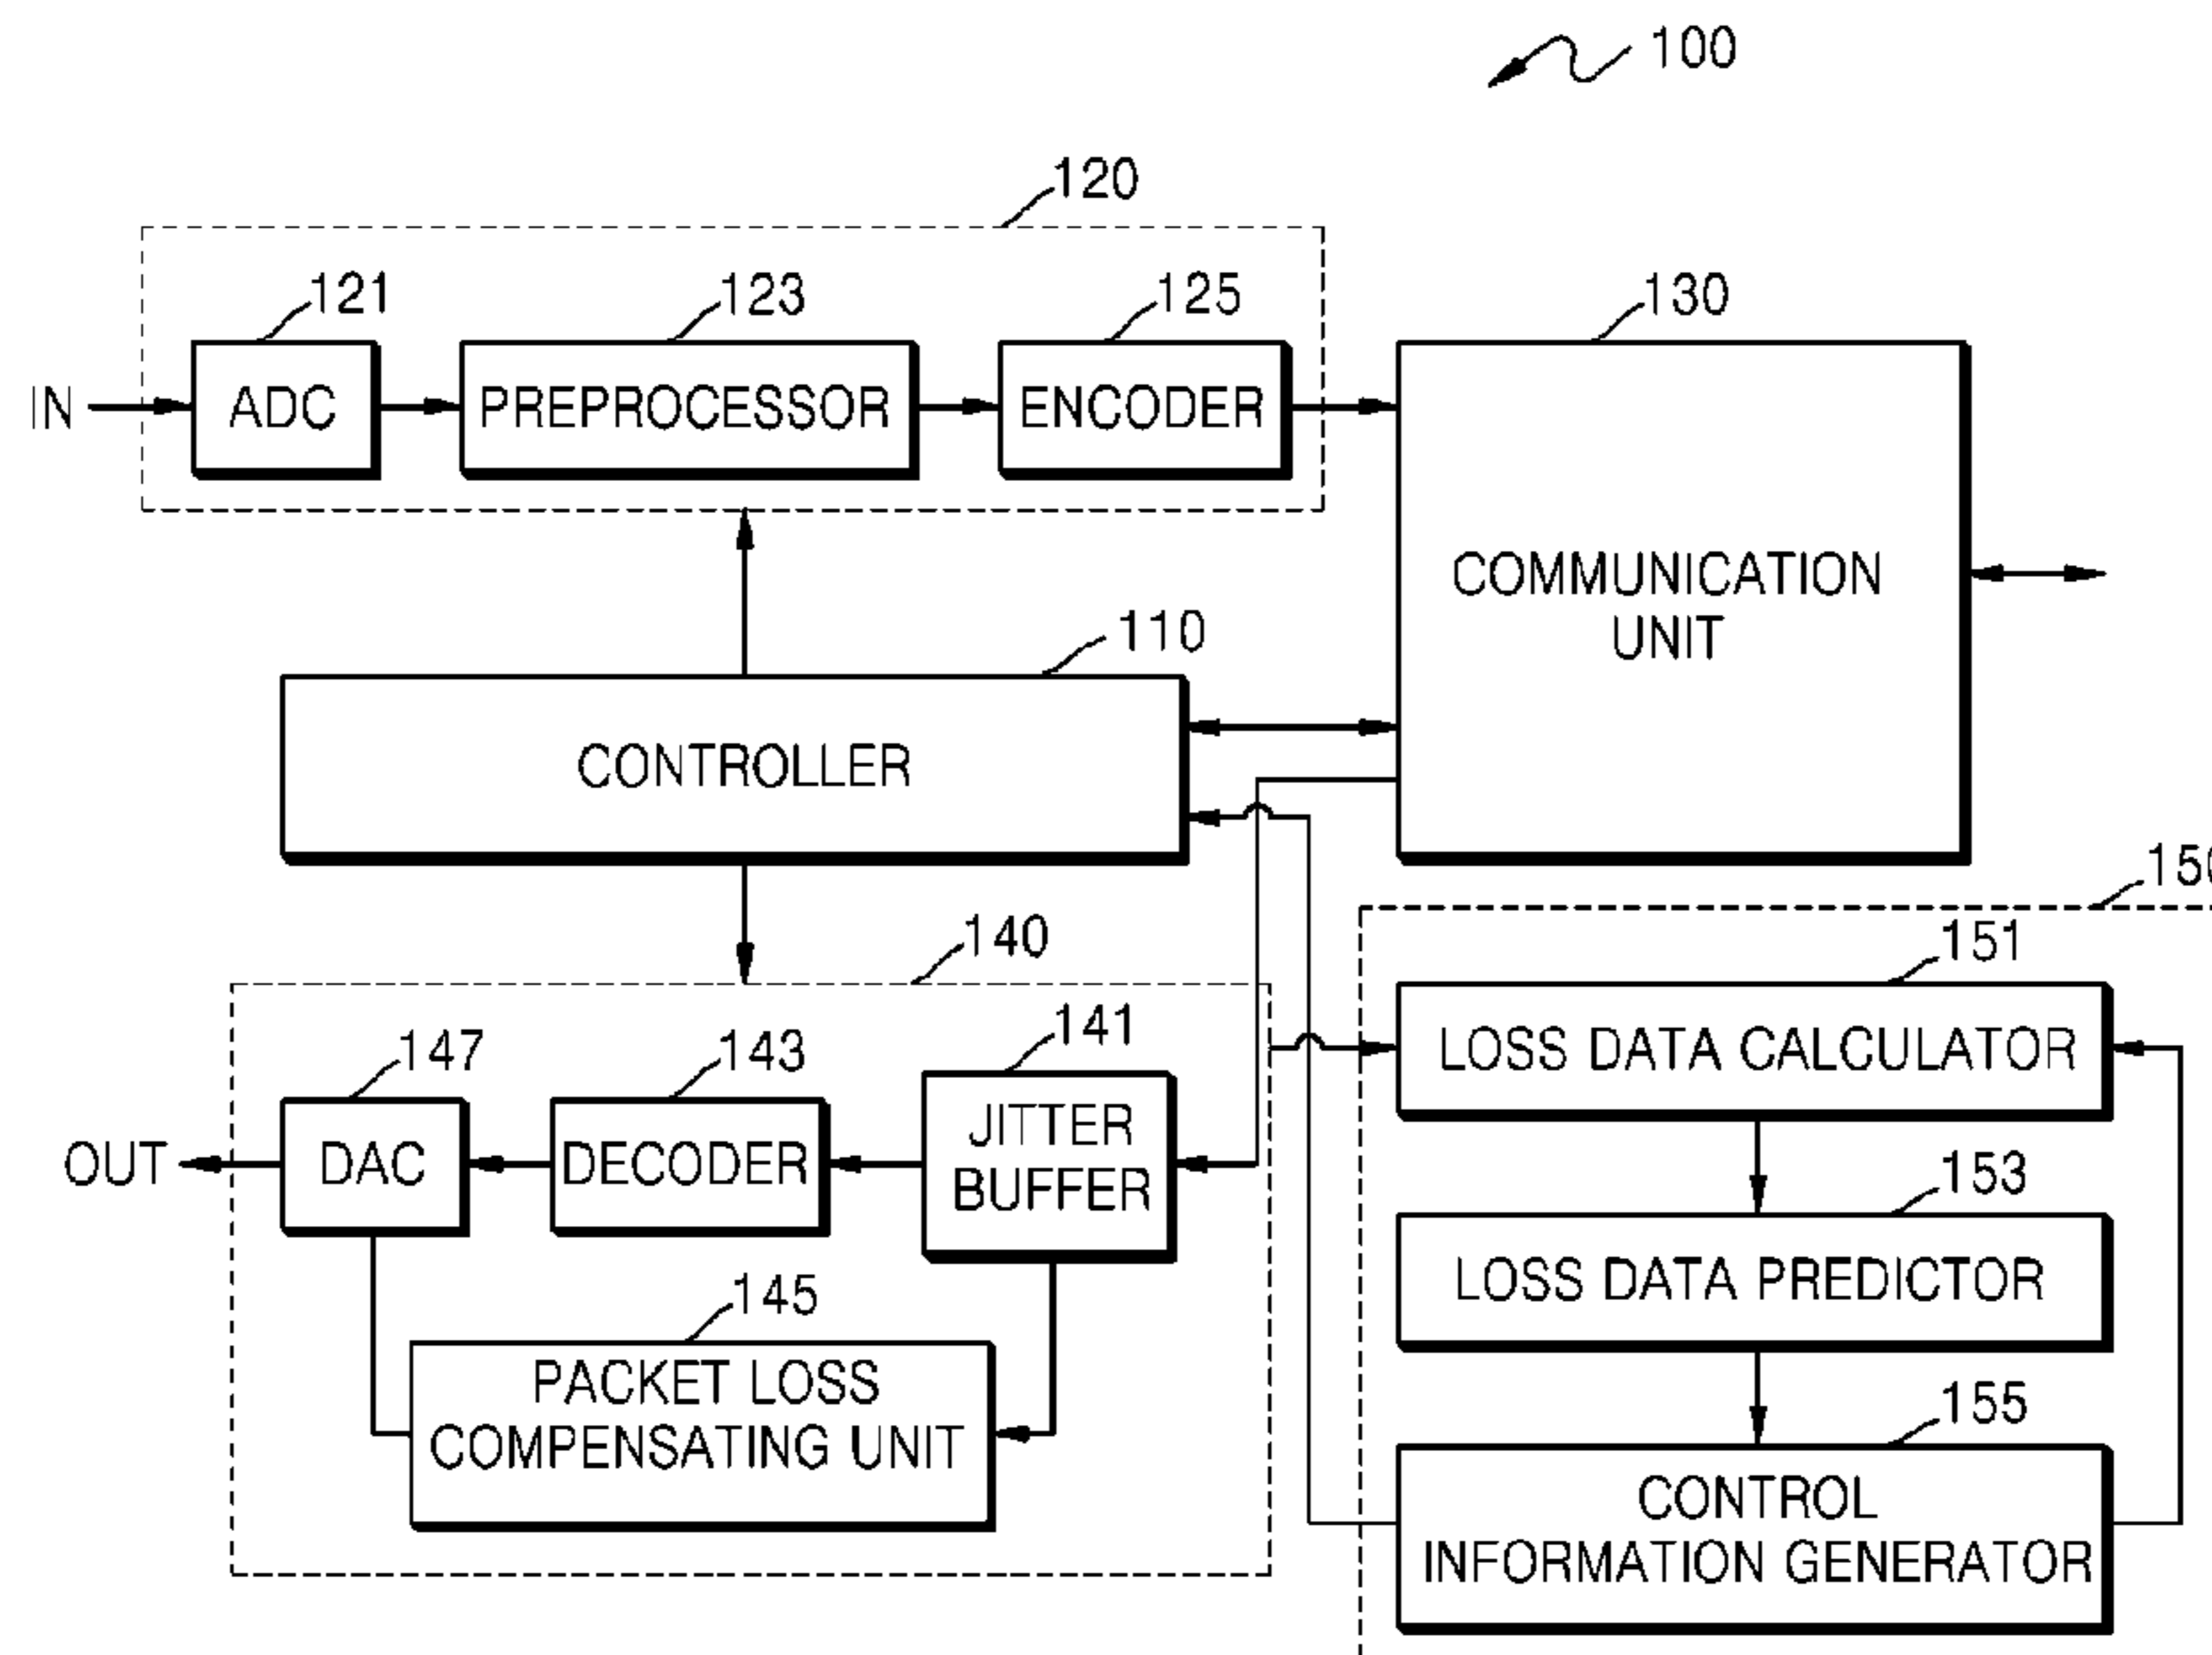 100
120
121
123
125
130
IN
ADC
PREPROCESSOR
ENCODER
COMMUNICATION
UNIT
110
CONTROLLER
150
140
151
147
143
141
LOSS DATA CALCULATOR
OUT
DAC
DECODER
JITTER
BUFFER
153
LOSS DATA PREDICTOR
145
PACKET LOSS
COMPENSATING UNIT
155
CONTROL
INFORMATION GENERATOR